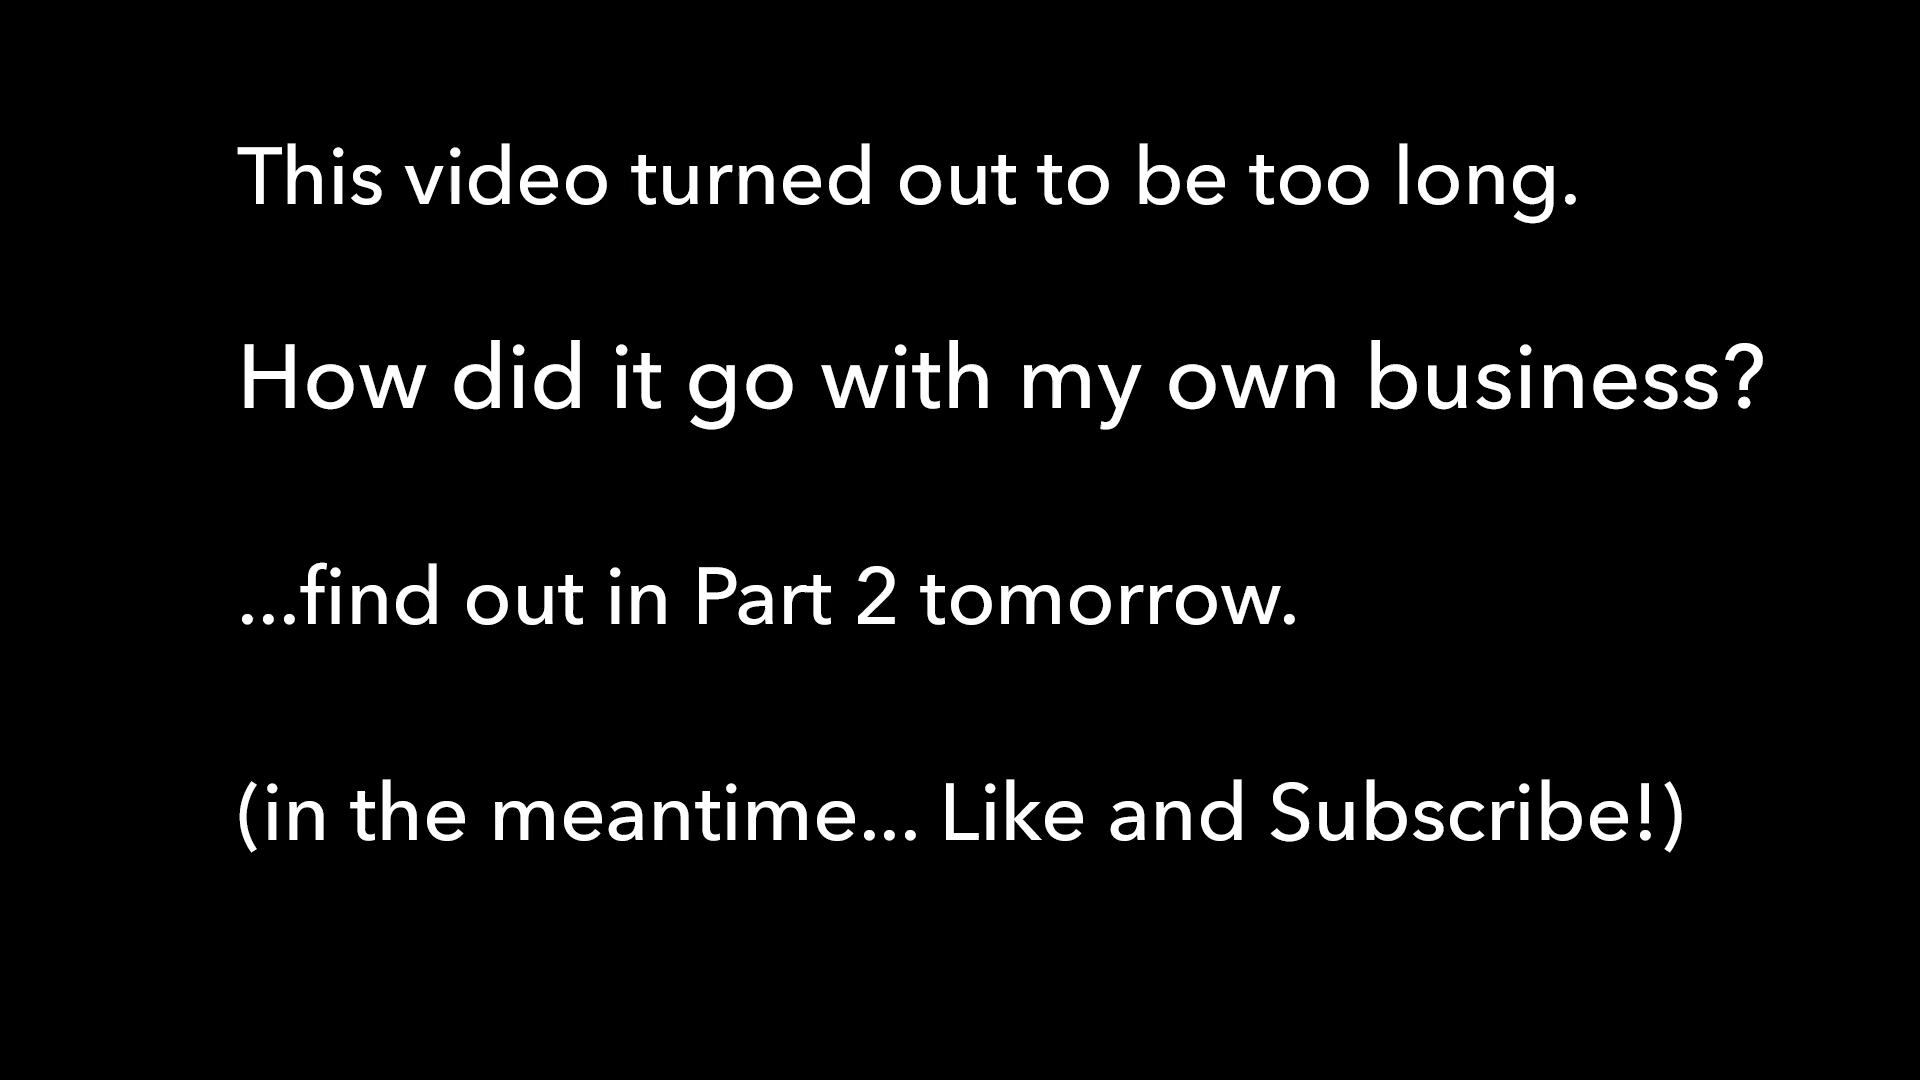 This video turned out to be too long.
How did it go with my own business?
...find out in Part 2 tomorrow.
(in the meantime... Like and Subscribe!)